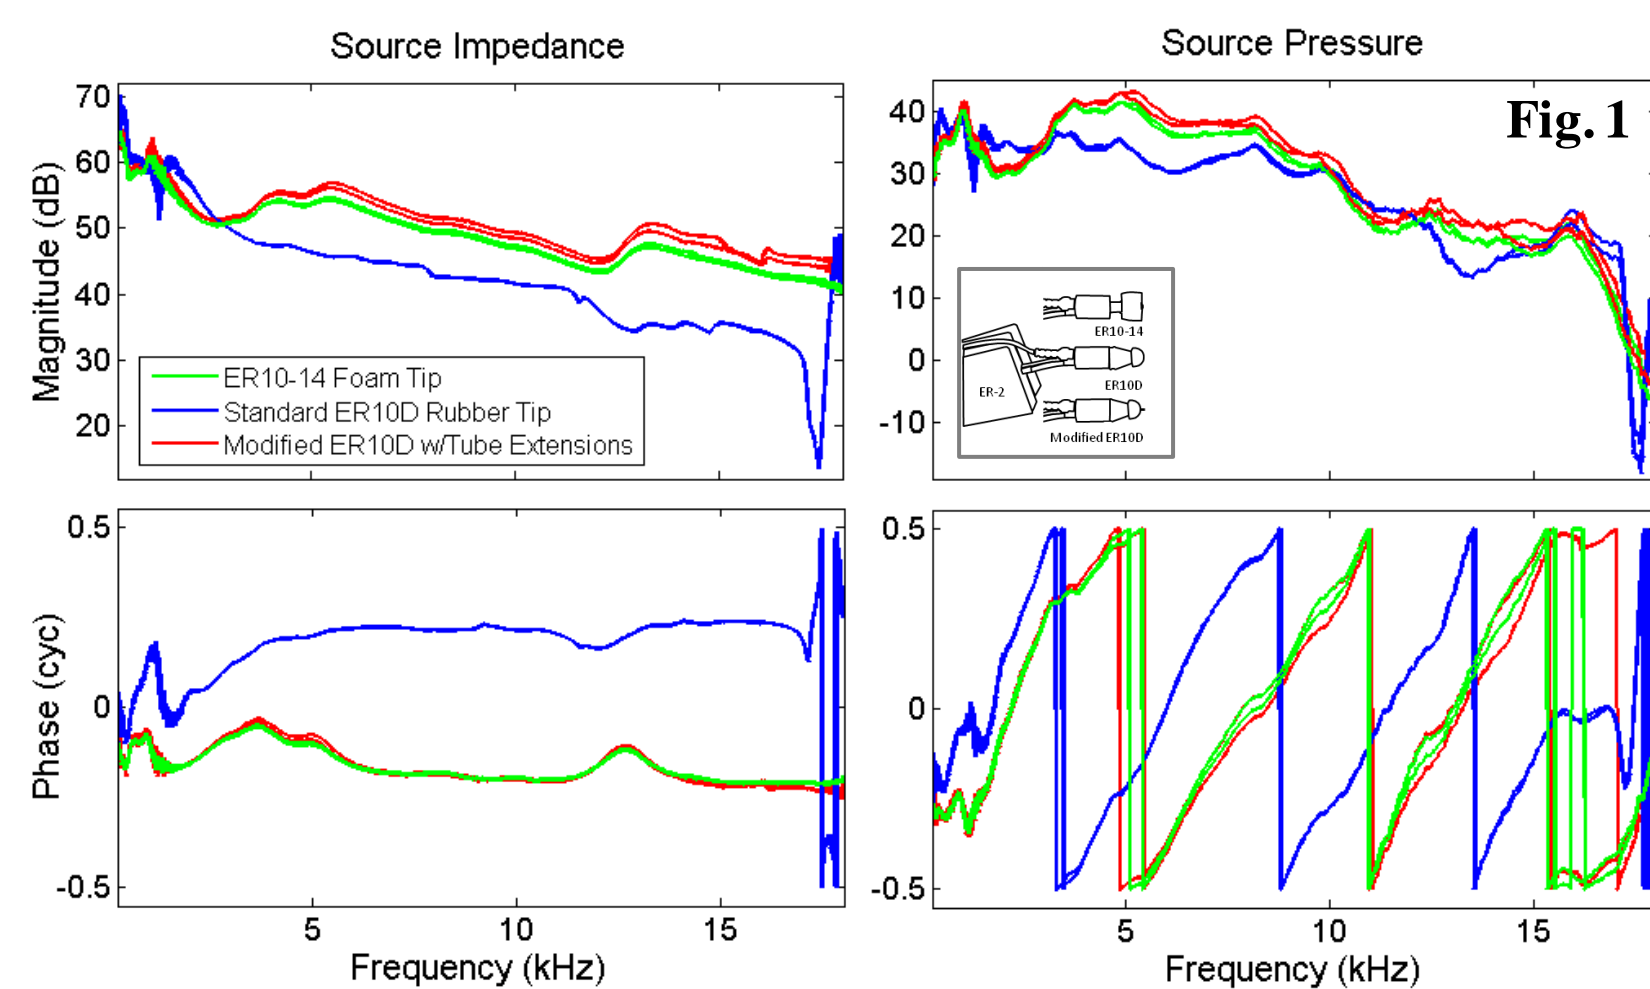 Source Impedance
Source Pressure
Fig. 1
70
60
50
40
30
20
Magnitude (dB)
ER10-14 Foam Tip
Standard ER10D Rubber Tip
Modified ER10D w/Tube Extensions
40
30
20
10
0
-10
ER10-14
ER10D
ER-2
Modified ER10D
0.5
0
-0.5
Phase (cyc)
5
10
15
Frequency (kHz)
0.5
0
-0.5
5
10
15
Frequency (kHz)